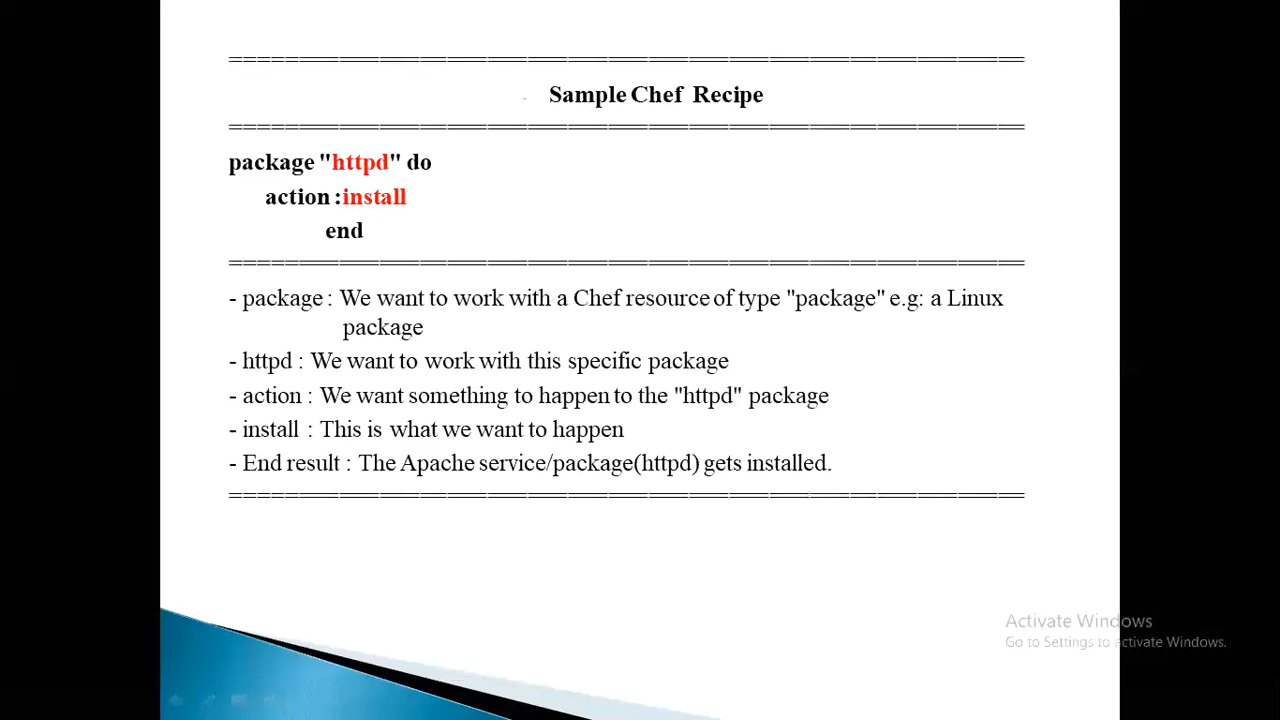 ================================================================
Sample Chef Recipe
================================================================
package "httpd" do
action :install
end
================================================================
- package : We want to work with a Chef resource of type "package" e.g: a Linux
package
- httpd : We want to work with this specific package
- action : We want something to happen to the "httpd" package
- install : This is what we want to happen
- End result : The Apache service/package(httpd) gets installed.
================================================================
Activate Windows
Go to Settings to activate Windows.